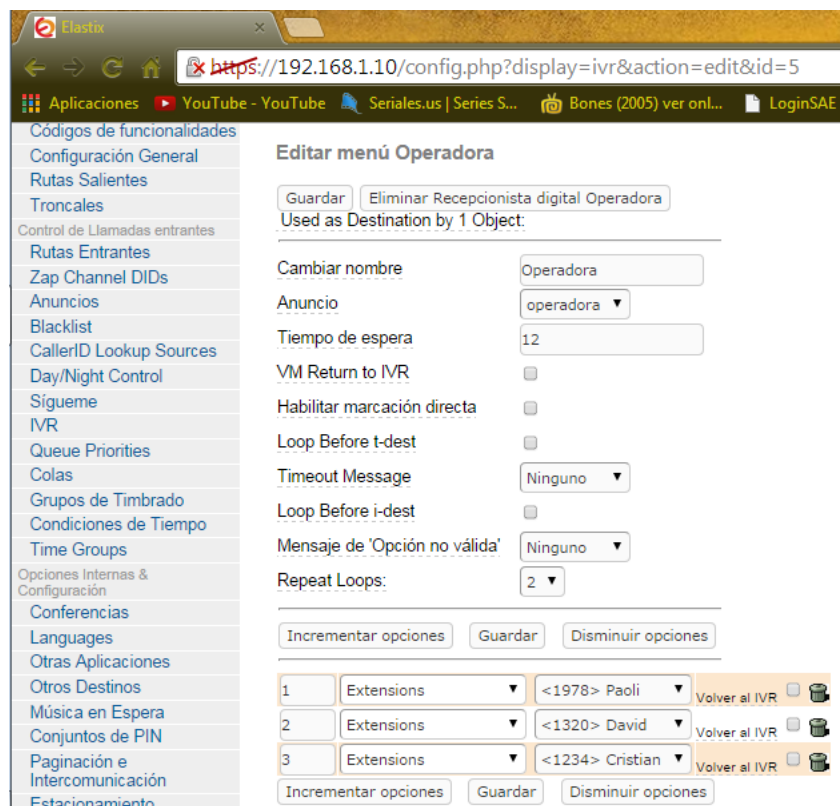 Elastix
https://192.168.1.10/config.php?display=ivr&action=edit&id=5
Aplicaciones YouTube - YouTube Seriales.us | Series S... Bones (2005) ver onl... LoginSAE
Códigos de funcionalidades
Configuración General
Rutas Salientes
Troncales
Control de Llamadas entrantes
Rutas Entrantes
Zap Channel DIDs
Anuncios
Blacklist
CallerID Lookup Sources
Day/Night Control
Sígueme
IVR
Queue Priorities
Colas
Grupos de Timbrado
Condiciones de Tiempo
Time Groups
Opciones Internas &
Configuración
Conferencias
Languages
Otras Aplicaciones
Otros Destinos
Música en Espera
Conjuntos de PIN
Paginación e
Intercomunicación
Estacionamiento
Editar menú Operadora
Guardar Eliminar Recepcionista digital Operadora
Used as Destination by 1 Object:
Cambiar nombre Operadora
Anuncio operadora
Tiempo de espera 12
VM Return to IVR
Habilitar marcación directa
Loop Before t-dest
Timeout Message Ninguno
Loop Before i-dest
Mensaje de 'Opción no válida' Ninguno
Repeat Loops: 2
Incrementar opciones Guardar Disminuir opciones
1 Extensions <1978> Paoli Volver al IVR
2 Extensions <1320> David Volver al IVR
3 Extensions <1234> Cristian Volver al IVR
Incrementar opciones Guardar Disminuir opciones